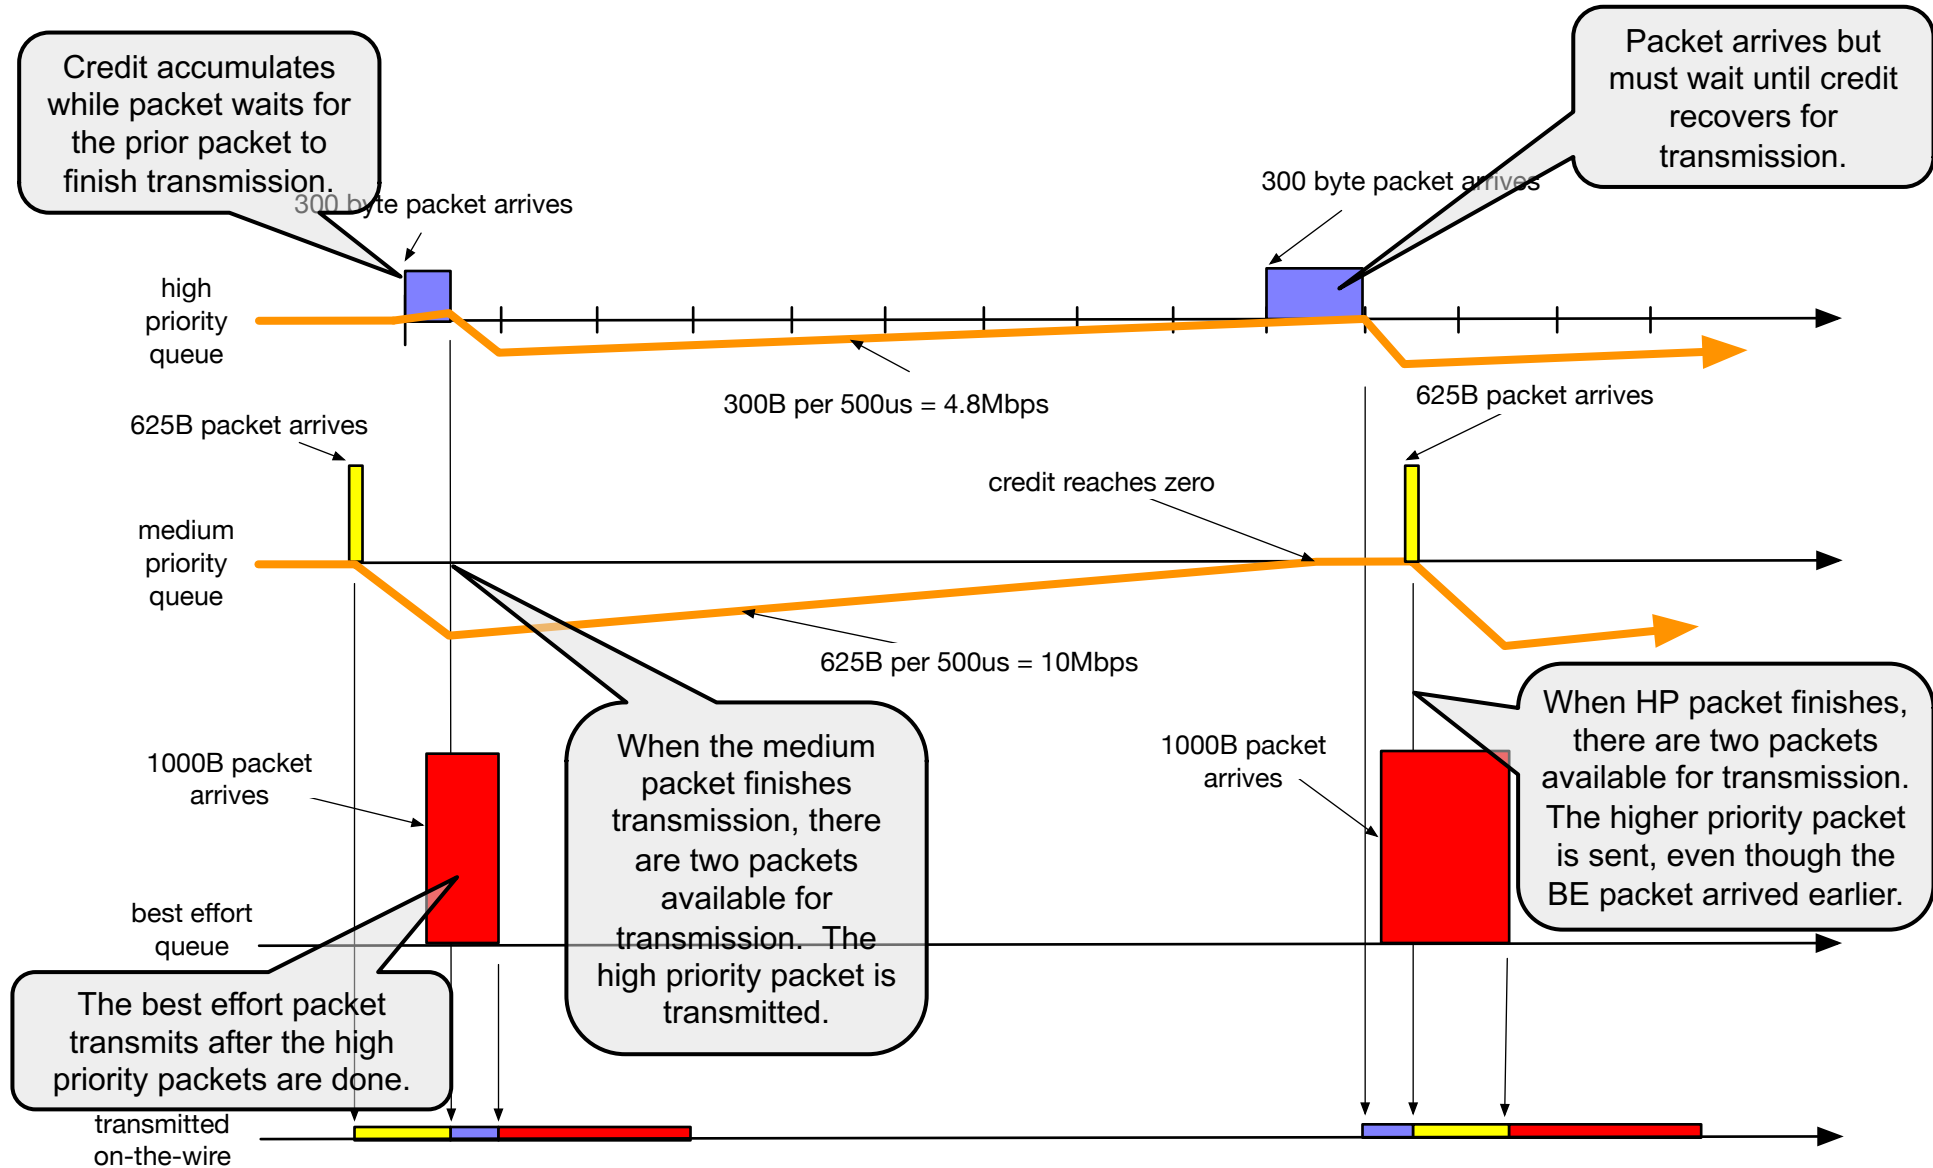 Credit accumulates
while packet waits for
the prior packet to
finish transmission.
Packet arrives but
must wait until credit
recovers for
transmission.
300 byte packet arrives
300 byte packet arrives
high
priority
queue
300B per 500us = 4.8Mbps
625B packet arrives
625B packet arrives
credit reaches zero
medium
priority
queue
625B per 500us = 10Mbps
When the medium
packet finishes
transmission, there
are two packets
available for
transmission. The
high priority packet is
transmitted.
When HP packet finishes,
there are two packets
available for transmission.
The higher priority packet
is sent, even though the
BE packet arrived earlier.
1000B packet
arrives
1000B packet
arrives
best effort
queue
The best effort packet
transmits after the high
priority packets are done.
transmitted
on-the-wire